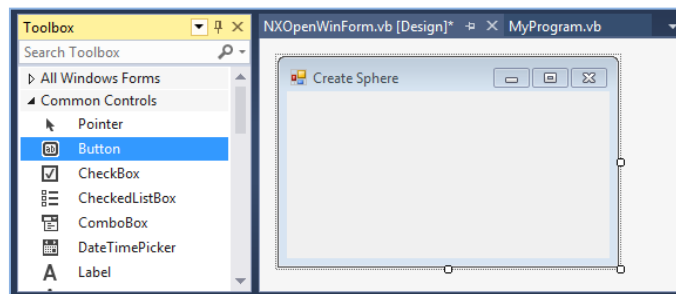 Toolbox
Search Toolbox
All Windows Forms
Common Controls
Pointer
ab Button
CheckBox
CheckedListBox
ComboBox
DateTimePicker
A Label
NXOpenWinForm.vb [Design]* MyProgram.vb
Create Sphere